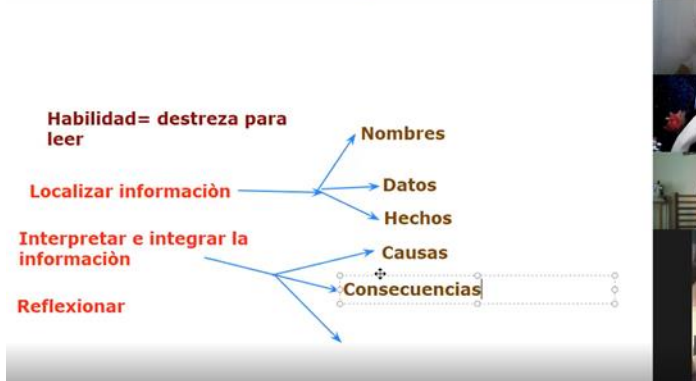 Habilidad= destreza para
leer
Nombres
Localizar informaciòn
Datos
Hechos
Interpretar e integrar la
informaciòn
Causas
Consecuencias
Reflexionar